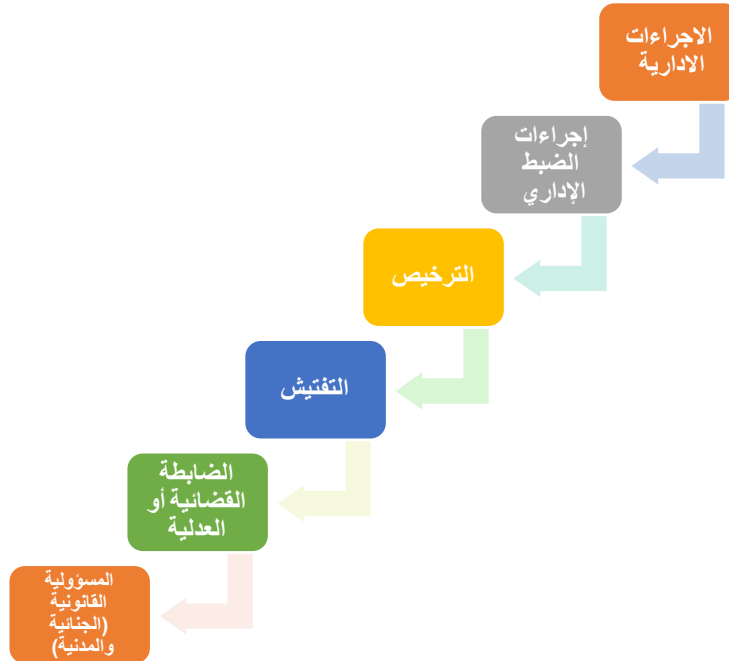 الاجراءات
الادارية
إجراءات
الضبط
الإداري
الترخيص
التفتيش
الضابطة
القضائية أو
العدلية
المسؤولية
القانونية
(الجنائية
والمدنية)